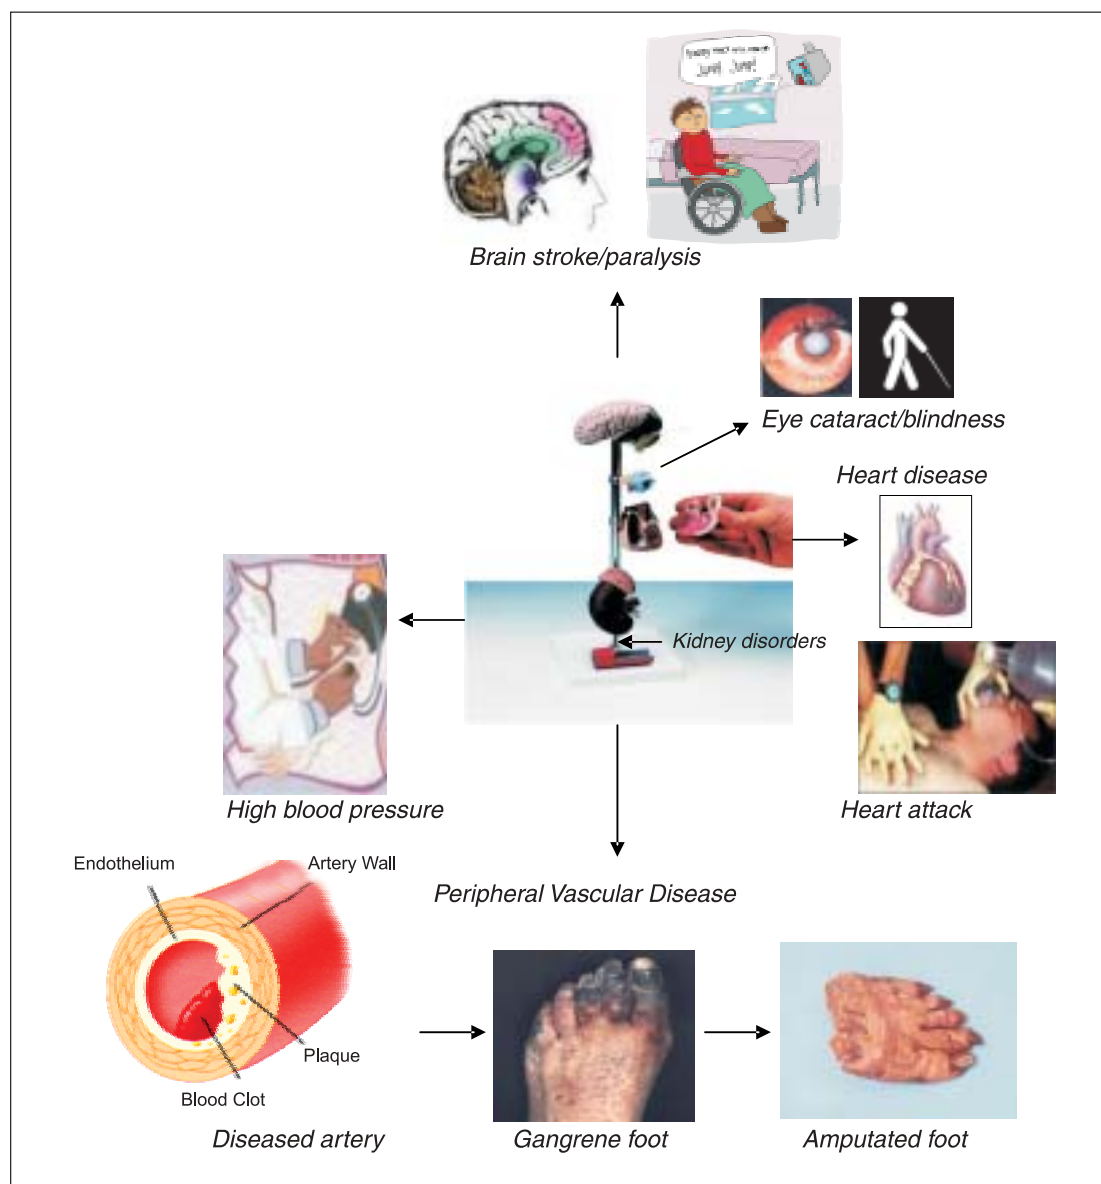 Brain stroke/paralysis
Eye cataract/blindness
Heart disease
Kidney disorders
High blood pressure
Heart attack
Endothelium
Artery Wall
Peripheral Vascular Disease
Plaque
Blood Clot
Diseased artery
Gangrene foot
Amputated foot